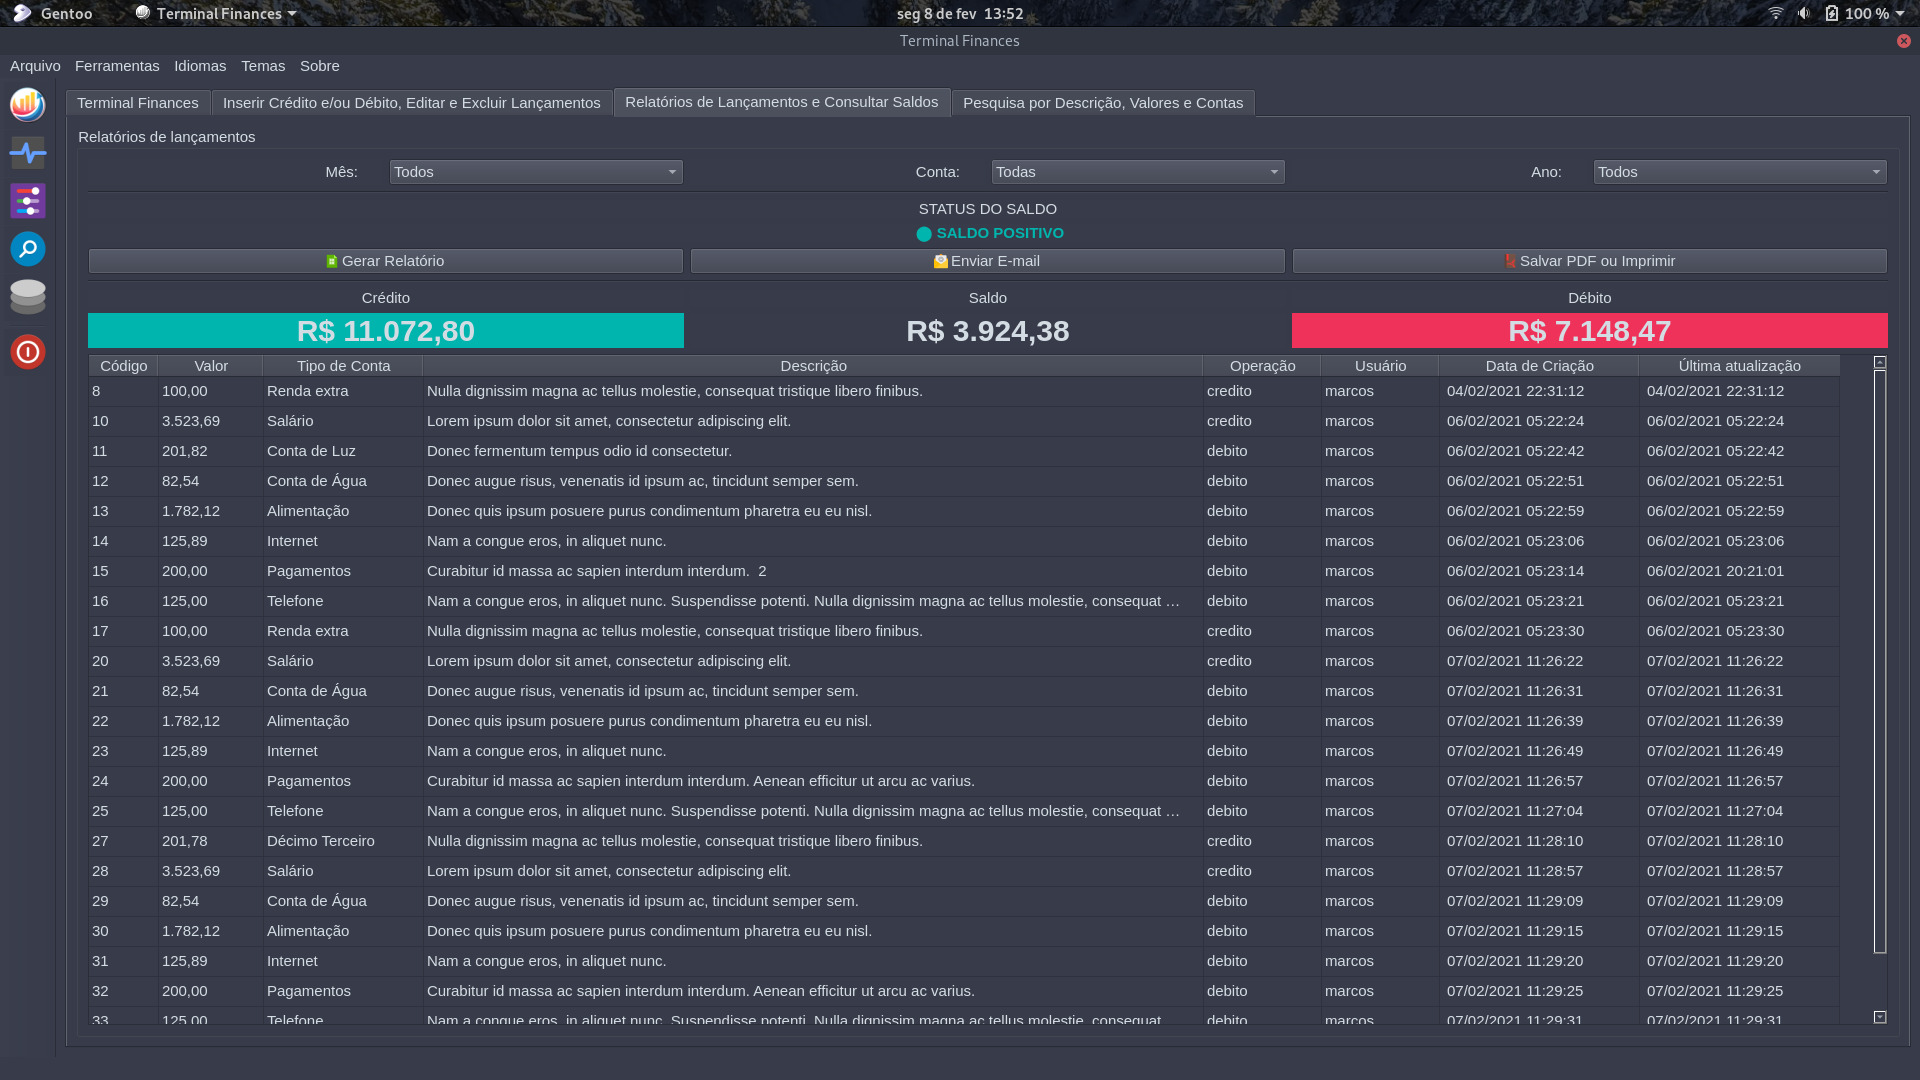 Gentoo Terminal Finances seg 8 de fev 13:52 100 %
Terminal Finances
Arquivo Ferramentas Idiomas Temas Sobre
Terminal Finances Inserir Crédito e/ou Débito, Editar e Excluir Lançamentos Relatórios de Lançamentos e Consultar Saldos Pesquisa por Descrição, Valores e Contas
Relatórios de lançamentos
Mês: Todos Conta: Todas Ano: Todos
STATUS DO SALDO
SALDO POSITIVO
Gerar Relatório Enviar E-mail Salvar PDF ou Imprimir
Crédito Saldo Débito
R$ 11.072,80 R$ 3.924,38 R$ 7.148,47
Código Valor Tipo de Conta Descrição Operação Usuário Data de Criação Última atualização
8 100,00 Renda extra Nulla dignissim magna ac tellus molestie, consequat tristique libero finibus. credito marcos 04/02/2021 22:31:12 04/02/2021 22:31:12
10 3.523,69 Salário Lorem ipsum dolor sit amet, consectetur adipiscing elit. credito marcos 06/02/2021 05:22:24 06/02/2021 05:22:24
11 201,82 Conta de Luz Donec fermentum tempus odio id consectetur. debito marcos 06/02/2021 05:22:42 06/02/2021 05:22:42
12 82,54 Conta de Água Donec augue risus, venenatis id ipsum ac, tincidunt semper sem. debito marcos 06/02/2021 05:22:51 06/02/2021 05:22:51
13 1.782,12 Alimentação Donec quis ipsum posuere purus condimentum pharetra eu eu nisl. debito marcos 06/02/2021 05:22:59 06/02/2021 05:22:59
14 125,89 Internet Nam a congue eros, in aliquet nunc. debito marcos 06/02/2021 05:23:06 06/02/2021 05:23:06
15 200,00 Pagamentos Curabitur id massa ac sapien interdum interdum. 2 debito marcos 06/02/2021 05:23:14 06/02/2021 20:21:01
16 125,00 Telefone Nam a congue eros, in aliquet nunc. Suspendisse potenti. Nulla dignissim magna ac tellus molestie, consequat … debito marcos 06/02/2021 05:23:21 06/02/2021 05:23:21
17 100,00 Renda extra Nulla dignissim magna ac tellus molestie, consequat tristique libero finibus. credito marcos 06/02/2021 05:23:30 06/02/2021 05:23:30
20 3.523,69 Salário Lorem ipsum dolor sit amet, consectetur adipiscing elit. credito marcos 07/02/2021 11:26:22 07/02/2021 11:26:22
21 82,54 Conta de Água Donec augue risus, venenatis id ipsum ac, tincidunt semper sem. debito marcos 07/02/2021 11:26:31 07/02/2021 11:26:31
22 1.782,12 Alimentação Donec quis ipsum posuere purus condimentum pharetra eu eu nisl. debito marcos 07/02/2021 11:26:39 07/02/2021 11:26:39
23 125,89 Internet Nam a congue eros, in aliquet nunc. debito marcos 07/02/2021 11:26:49 07/02/2021 11:26:49
24 200,00 Pagamentos Curabitur id massa ac sapien interdum interdum. Aenean efficitur ut arcu ac varius. debito marcos 07/02/2021 11:26:57 07/02/2021 11:26:57
25 125,00 Telefone Nam a congue eros, in aliquet nunc. Suspendisse potenti. Nulla dignissim magna ac tellus molestie, consequat … debito marcos 07/02/2021 11:27:04 07/02/2021 11:27:04
27 201,78 Décimo Terceiro Nulla dignissim magna ac tellus molestie, consequat tristique libero finibus. credito marcos 07/02/2021 11:28:10 07/02/2021 11:28:10
28 3.523,69 Salário Lorem ipsum dolor sit amet, consectetur adipiscing elit. credito marcos 07/02/2021 11:28:57 07/02/2021 11:28:57
29 82,54 Conta de Água Donec augue risus, venenatis id ipsum ac, tincidunt semper sem. debito marcos 07/02/2021 11:29:09 07/02/2021 11:29:09
30 1.782,12 Alimentação Donec quis ipsum posuere purus condimentum pharetra eu eu nisl. debito marcos 07/02/2021 11:29:15 07/02/2021 11:29:15
31 125,89 Internet Nam a congue eros, in aliquet nunc. debito marcos 07/02/2021 11:29:20 07/02/2021 11:29:20
32 200,00 Pagamentos Curabitur id massa ac sapien interdum interdum. Aenean efficitur ut arcu ac varius. debito marcos 07/02/2021 11:29:25 07/02/2021 11:29:25
33 125,00 Telefone Nam a congue eros, in aliquet nunc. Suspendisse potenti. Nulla dignissim magna ac tellus molestie, consequat debito marcos 07/02/2021 11:29:31 07/02/2021 11:29:31